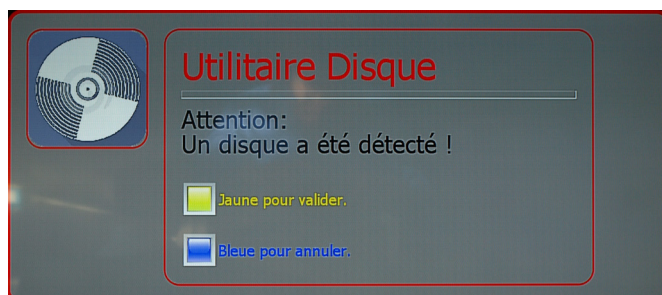 Utilitaire Disque
Attention:
Un disque a été détecté !
Jaune pour valider.
Bleue pour annuler.